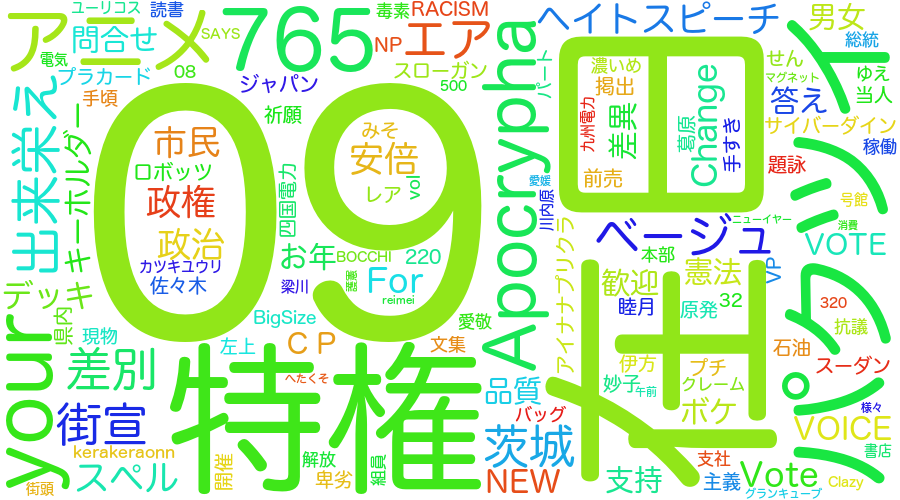 ユーリコス
読書
アニメ
問合せ
SAYS
765
毒素
RACISM
NP
エア
ヘイトスピーチ
男女
総統
電気
プラカード
08
ジャパン
スローガン
500
パート
濃いめ
せん
マグネット
ゆえ
手頃
祈願
掲出
答え
当人
出来栄え
キーホルダー
09
市民
みそ
安倍
Apocrypha
九州電力
差異
葛原
Change
手すき
サイバーダイン
稼働
ロボッツ
レア
vol
愛媛
前売
題詠
政権
川内原
号館
パクツイ
政治
四国電力
お年
BOCCHI
220
ベージュ
ニューイヤー
消費
VOTE
カツキユウリ
佐々木
梁川
護憲
For
reimei
アイナナ
プリクラ
本部
VP
歓迎
憲法
デッキ
県内
BigSize
愛敬
睦月
原発
32
320
抗議
your
現物
左上
CP
文集
伊方
プチ
石油
差別
特権
へたくそ
品質
妙子
午前
クレーム
スーダン
在日
街宣
バッグ
ボケ
様々
kerakeraonn
茨城
VOICE
書店
スペル
開催
解放
卑劣
組員
NEW
支持
支社
主義
Vote
Clazy
街頭
グランキューブ